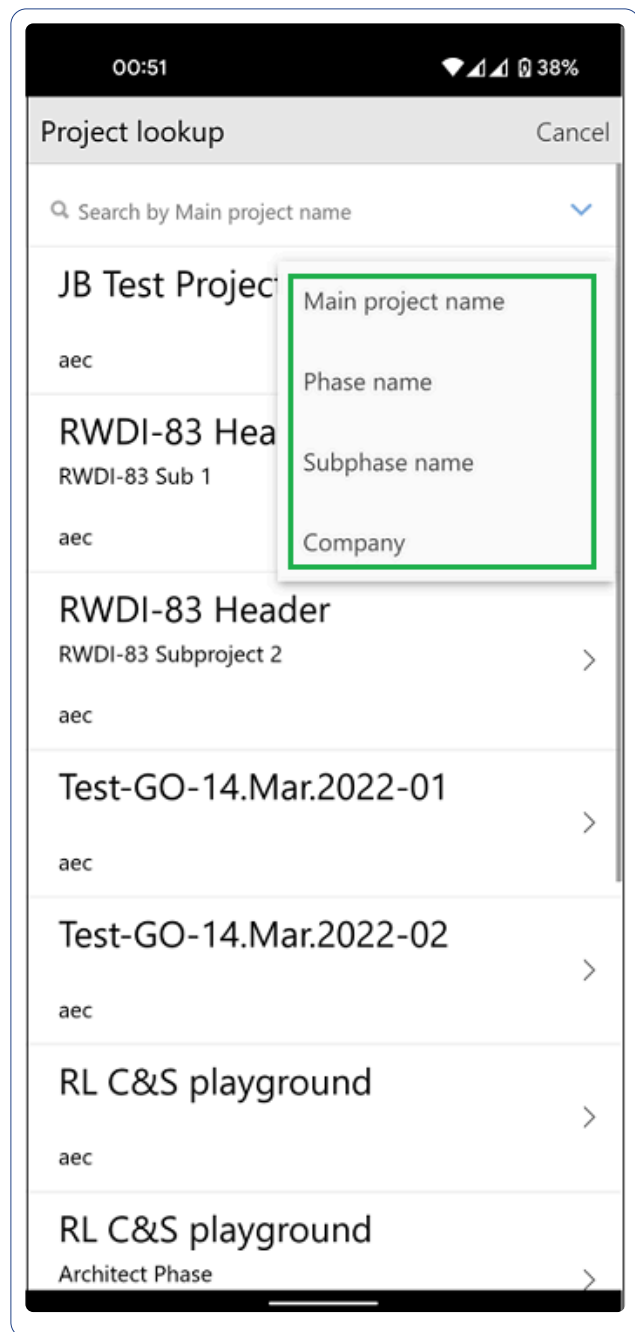 00:51 38%
Project lookup Cancel
Search by Main project name
JB Test Projec
Main project name
aec
Phase name
RWDI-83 Hea
Subphase name
RWDI-83 Sub 1
aec
Company
RWDI-83 Header
RWDI-83 Subproject 2
aec
Test-GO-14.Mar.2022-01
aec
Test-GO-14.Mar.2022-02
aec
RL C&S playground
aec
RL C&S playground
Architect Phase